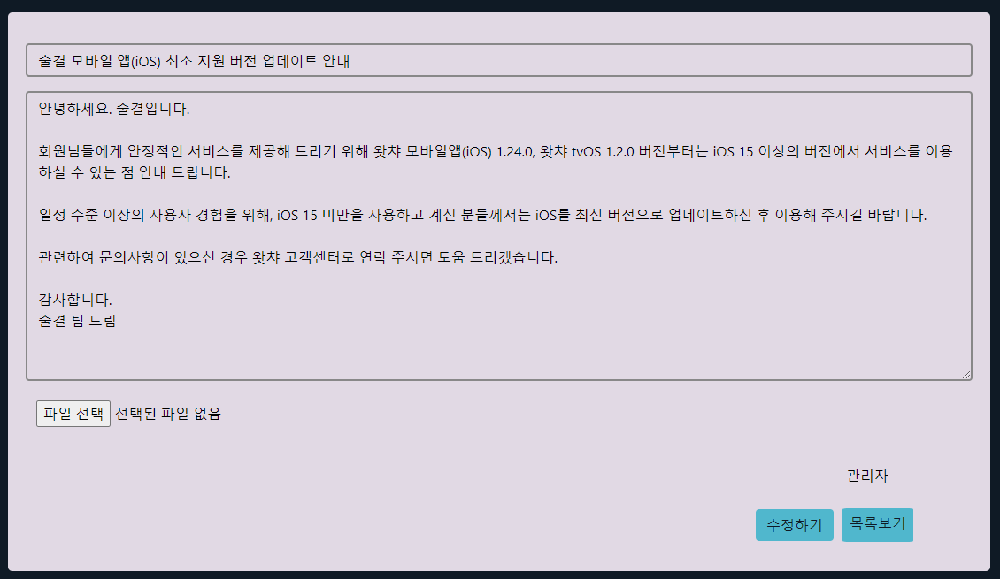 술결 모바일 앱(iOS) 최소 지원 버전 업데이트 안내
안녕하세요. 술결입니다.
회원님들에게 안정적인 서비스를 제공해 드리기 위해 왓챠 모바일앱(iOS) 1.24.0, 왓챠 tvOS 1.2.0 버전부터는 iOS 15 이상의 버전에서 서비스를 이용
하실 수 있는 점 안내 드립니다.
일정 수준 이상의 사용자 경험을 위해, iOS 15 미만을 사용하고 계신 분들께서는 iOS를 최신 버전으로 업데이트하신 후 이용해 주시길 바랍니다.
관련하여 문의사항이 있으신 경우 왓챠 고객센터로 연락 주시면 도움 드리겠습니다.
감사합니다.
술결 팀 드림
파일 선택 선택된 파일 없음
관리자
수정하기 목록보기